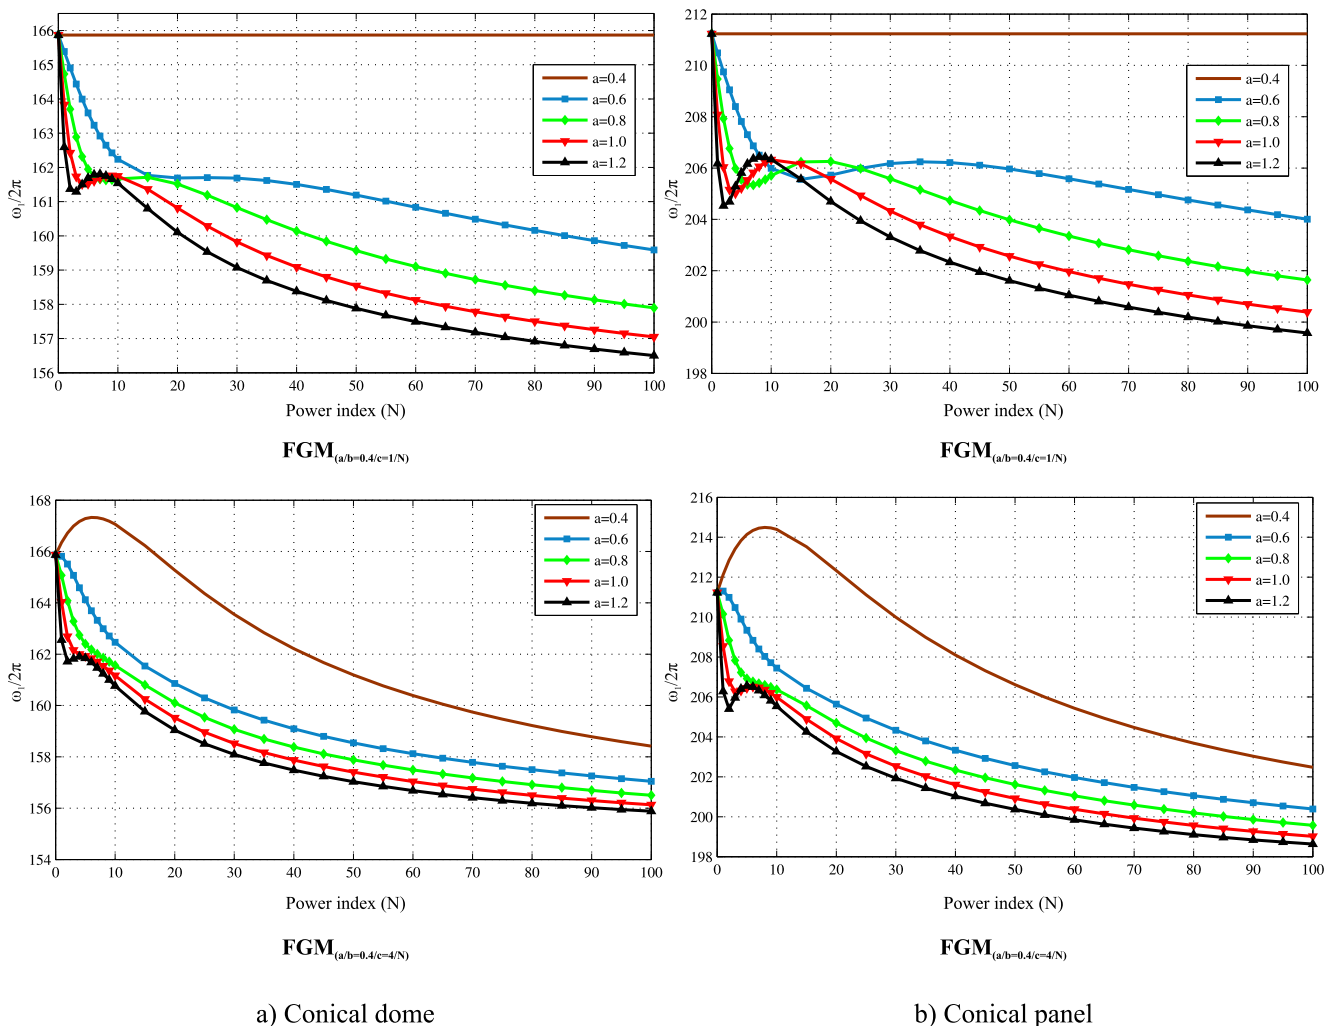 166
165
164
163
162
161
160
159
158
157
156
ω₁/2π
0 10 20 30 40 50 60 70 80 90 100
Power index (N)
a=0.4
a=0.6
a=0.8
a=1.0
a=1.2
FGM(a/b=0.4/c=1/N)
212
210
208
206
204
202
200
198
ω₁/2π
0 10 20 30 40 50 60 70 80 90 100
Power index (N)
a=0.4
a=0.6
a=0.8
a=1.0
a=1.2
FGM(a/b=0.4/c=1/N)
168
166
164
162
160
158
156
154
ω₁/2π
0 10 20 30 40 50 60 70 80 90 100
Power index (N)
a=0.4
a=0.6
a=0.8
a=1.0
a=1.2
FGM(a/b=0.4/c=4/N)
216
214
212
210
208
206
204
202
200
198
ω₁/2π
0 10 20 30 40 50 60 70 80 90 100
Power index (N)
a=0.4
a=0.6
a=0.8
a=1.0
a=1.2
FGM(a/b=0.4/c=4/N)
a) Conical dome
b) Conical panel